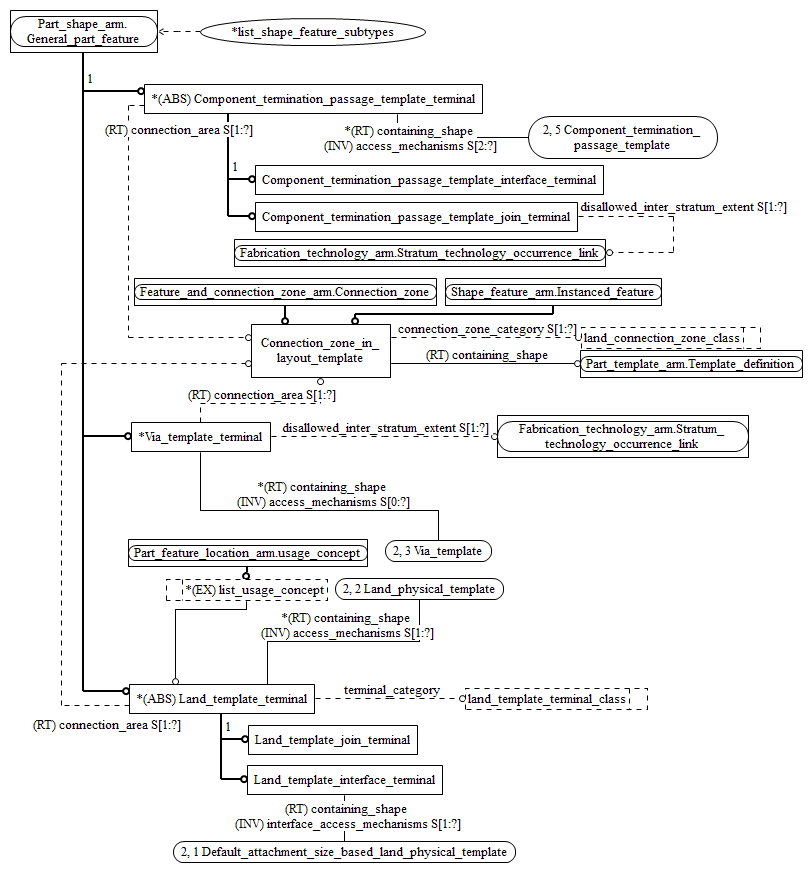 Part_shape_arm.
General_part_feature
*list_shape_feature_subtypes
1
*(ABS) Component_termination_passage_template_terminal
(RT) connection_area S[1:?]
*(RT) containing_shape
(INV) access_mechanisms S[2:?]
2, 5 Component_termination_
passage_template
1
Component_termination_passage_template_interface_terminal
Component_termination_passage_template_join_terminal
disallowed_inter_stratum_extent S[1:?]
Fabrication_technology_arm.Stratum_technology_occurrence_link
Feature_and_connection_zone_arm.Connection_zone
Shape_feature_arm.Instanced_feature
Connection_zone_in_
layout_template
connection_zone_category S[1:?]
land_connection_zone_class
(RT) containing_shape
Part_template_arm.Template_definition
(RT) connection_area S[1:?]
*Via_template_terminal
disallowed_inter_stratum_extent S[1:?]
Fabrication_technology_arm.Stratum_
technology_occurrence_link
*(RT) containing_shape
(INV) access_mechanisms S[0:?]
2, 3 Via_template
Part_feature_location_arm.usage_concept
*(EX) list_usage_concept
2, 2 Land_physical_template
*(RT) containing_shape
(INV) access_mechanisms S[1:?]
*(ABS) Land_template_terminal
terminal_category
land_template_terminal_class
(RT) connection_area S[1:?]
1
Land_template_join_terminal
Land_template_interface_terminal
(RT) containing_shape
(INV) interface_access_mechanisms S[1:?]
2, 1 Default_attachment_size_based_land_physical_template